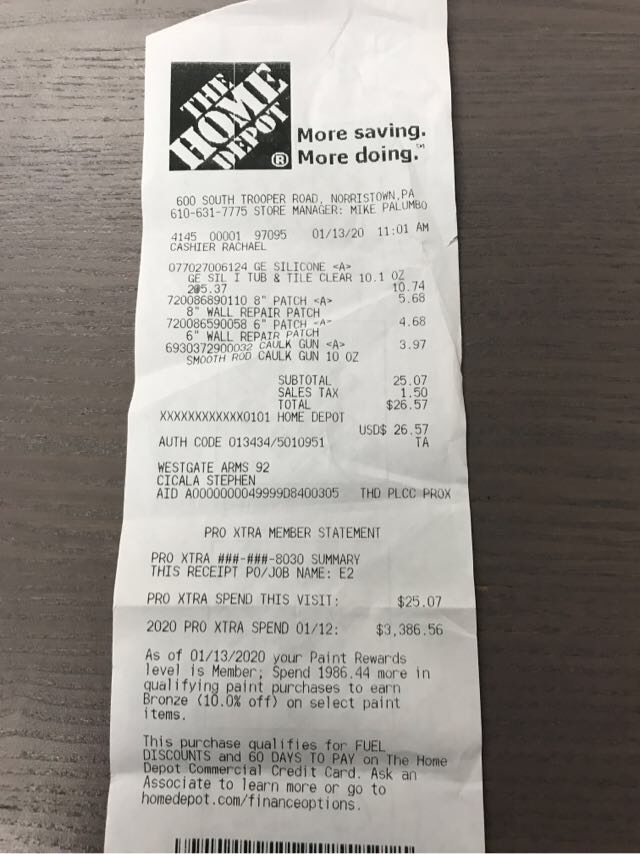 THE
HOME
DEPOT
®
More saving.
More doing.℠
600 SOUTH TROOPER ROAD, NORRISTOWN,PA
610-631-7775 STORE MANAGER: MIKE PALUMBO
4145 00001 97095 01/13/20 11:01 AM
CASHIER RACHAEL
077027006124 GE SILICONE <A>
GE SIL I TUB & TILE CLEAR 10.1 OZ
2@5.37 10.74
720086890110 8" PATCH <A> 5.68
8" WALL REPAIR PATCH
720086590058 6" PATCH <A> 4.68
6" WALL REPAIR PATCH
6930372900032 CAULK GUN <A> 3.97
SMOOTH ROD CAULK GUN 10 OZ
SUBTOTAL 25.07
SALES TAX 1.50
TOTAL $26.57
XXXXXXXXXXXX0101 HOME DEPOT
USD$ 26.57
AUTH CODE 013434/5010951 TA
WESTGATE ARMS 92
CICALA STEPHEN
AID A0000000049999D8400305 THD PLCC PROX
PRO XTRA MEMBER STATEMENT
PRO XTRA ###-###-8030 SUMMARY
THIS RECEIPT PO/JOB NAME: E2
PRO XTRA SPEND THIS VISIT: $25.07
2020 PRO XTRA SPEND 01/12: $3,386.56
As of 01/13/2020 your Paint Rewards
level is Member; Spend 1986.44 more in
qualifying paint purchases to earn
Bronze (10.0% off) on select paint
items.
This purchase qualifies for FUEL
DISCOUNTS and 60 DAYS TO PAY on The Home
Depot Commercial Credit Card. Ask an
Associate to learn more or go to
homedepot.com/financeoptions.